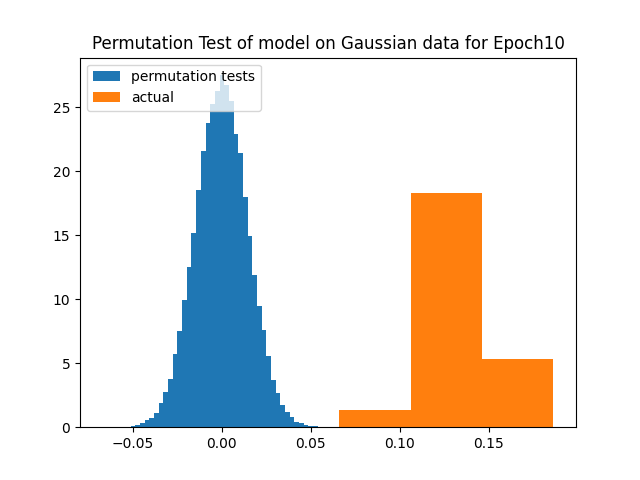 Permutation Test of model on Gaussian data for Epoch10
permutation tests
actual
25
20
15
10
5
0
−0.05 0.00 0.05 0.10 0.15